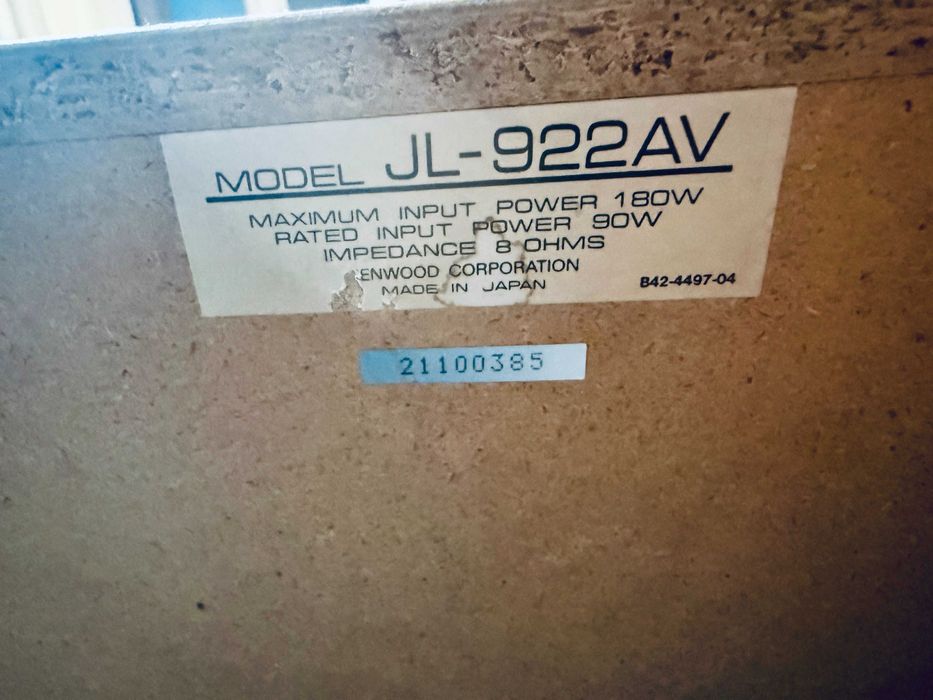 MODEL JL-922AV
MAXIMUM INPUT POWER 180W
RATED INPUT POWER 90W
IMPEDANCE 8 OHMS
ENWOOD CORPORATION
MADE IN JAPAN
B42-4497-04
21100385